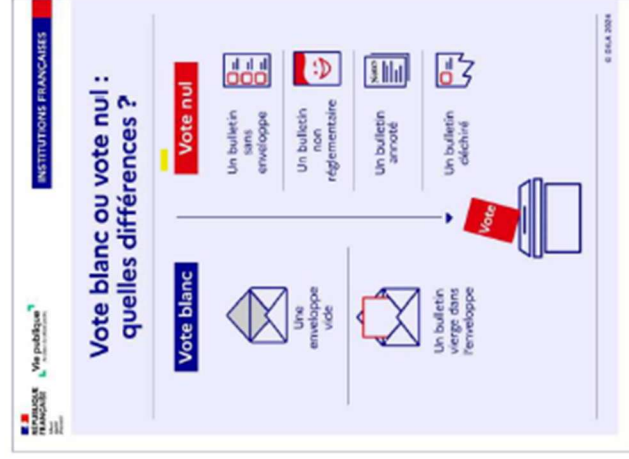 RÉPUBLIQUE
FRANÇAISE
Vie publique
INSTITUTIONS FRANÇAISES
Vote blanc ou vote nul :
quelles différences ?
Vote blanc
Une
enveloppe
vide
Un bulletin
vierge dans
l'enveloppe
Vote nul
Un bulletin
sans
enveloppe
Un bulletin
non
réglementaire
Un bulletin
annoté
Un bulletin
déchiré
Vote
© DILA 2024